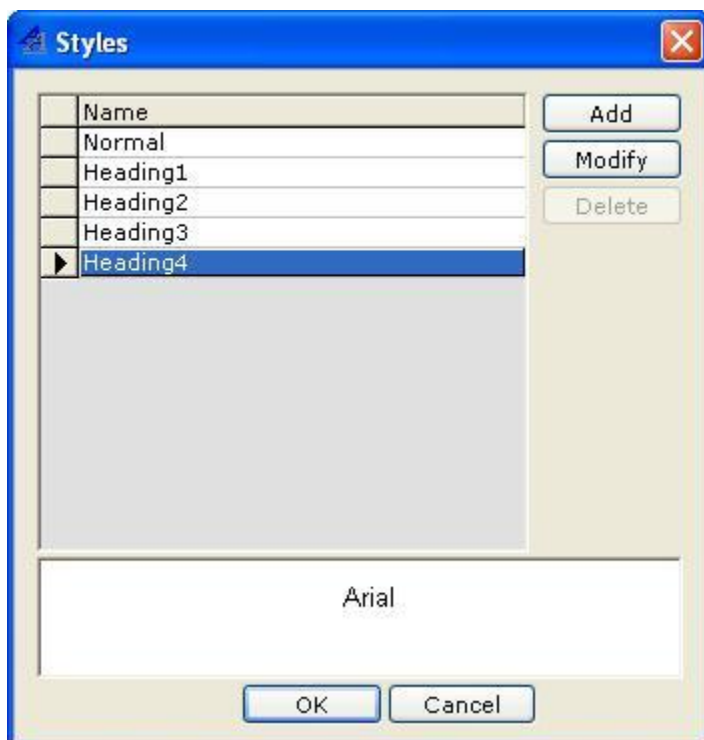 Styles
Name
Normal
Heading1
Heading2
Heading3
Heading4
Add
Modify
Delete
Arial
OK
Cancel